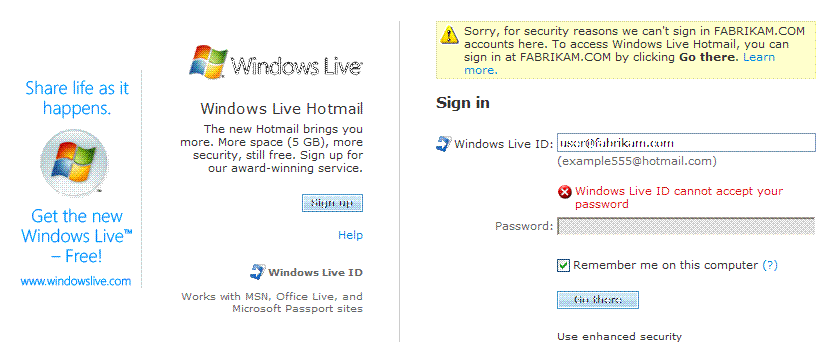 Share life as it
happens.
Get the new
Windows Live™
– Free!
www.windowslive.com
Windows Live™
Windows Live Hotmail
The new Hotmail brings you
more. More space (5 GB), more
security, still free. Sign up for
our award-winning service.
Sign up
Help
Windows Live ID
Works with MSN, Office Live, and
Microsoft Passport sites
Sorry, for security reasons we can't sign in FABRIKAM.COM
accounts here. To access Windows Live Hotmail, you can
sign in at FABRIKAM.COM by clicking Go there. Learn
more.
Sign in
Windows Live ID: user@fabrikam.com
(example555@hotmail.com)
Windows Live ID cannot accept your
password
Password:
Remember me on this computer (?)
Go there
Use enhanced security